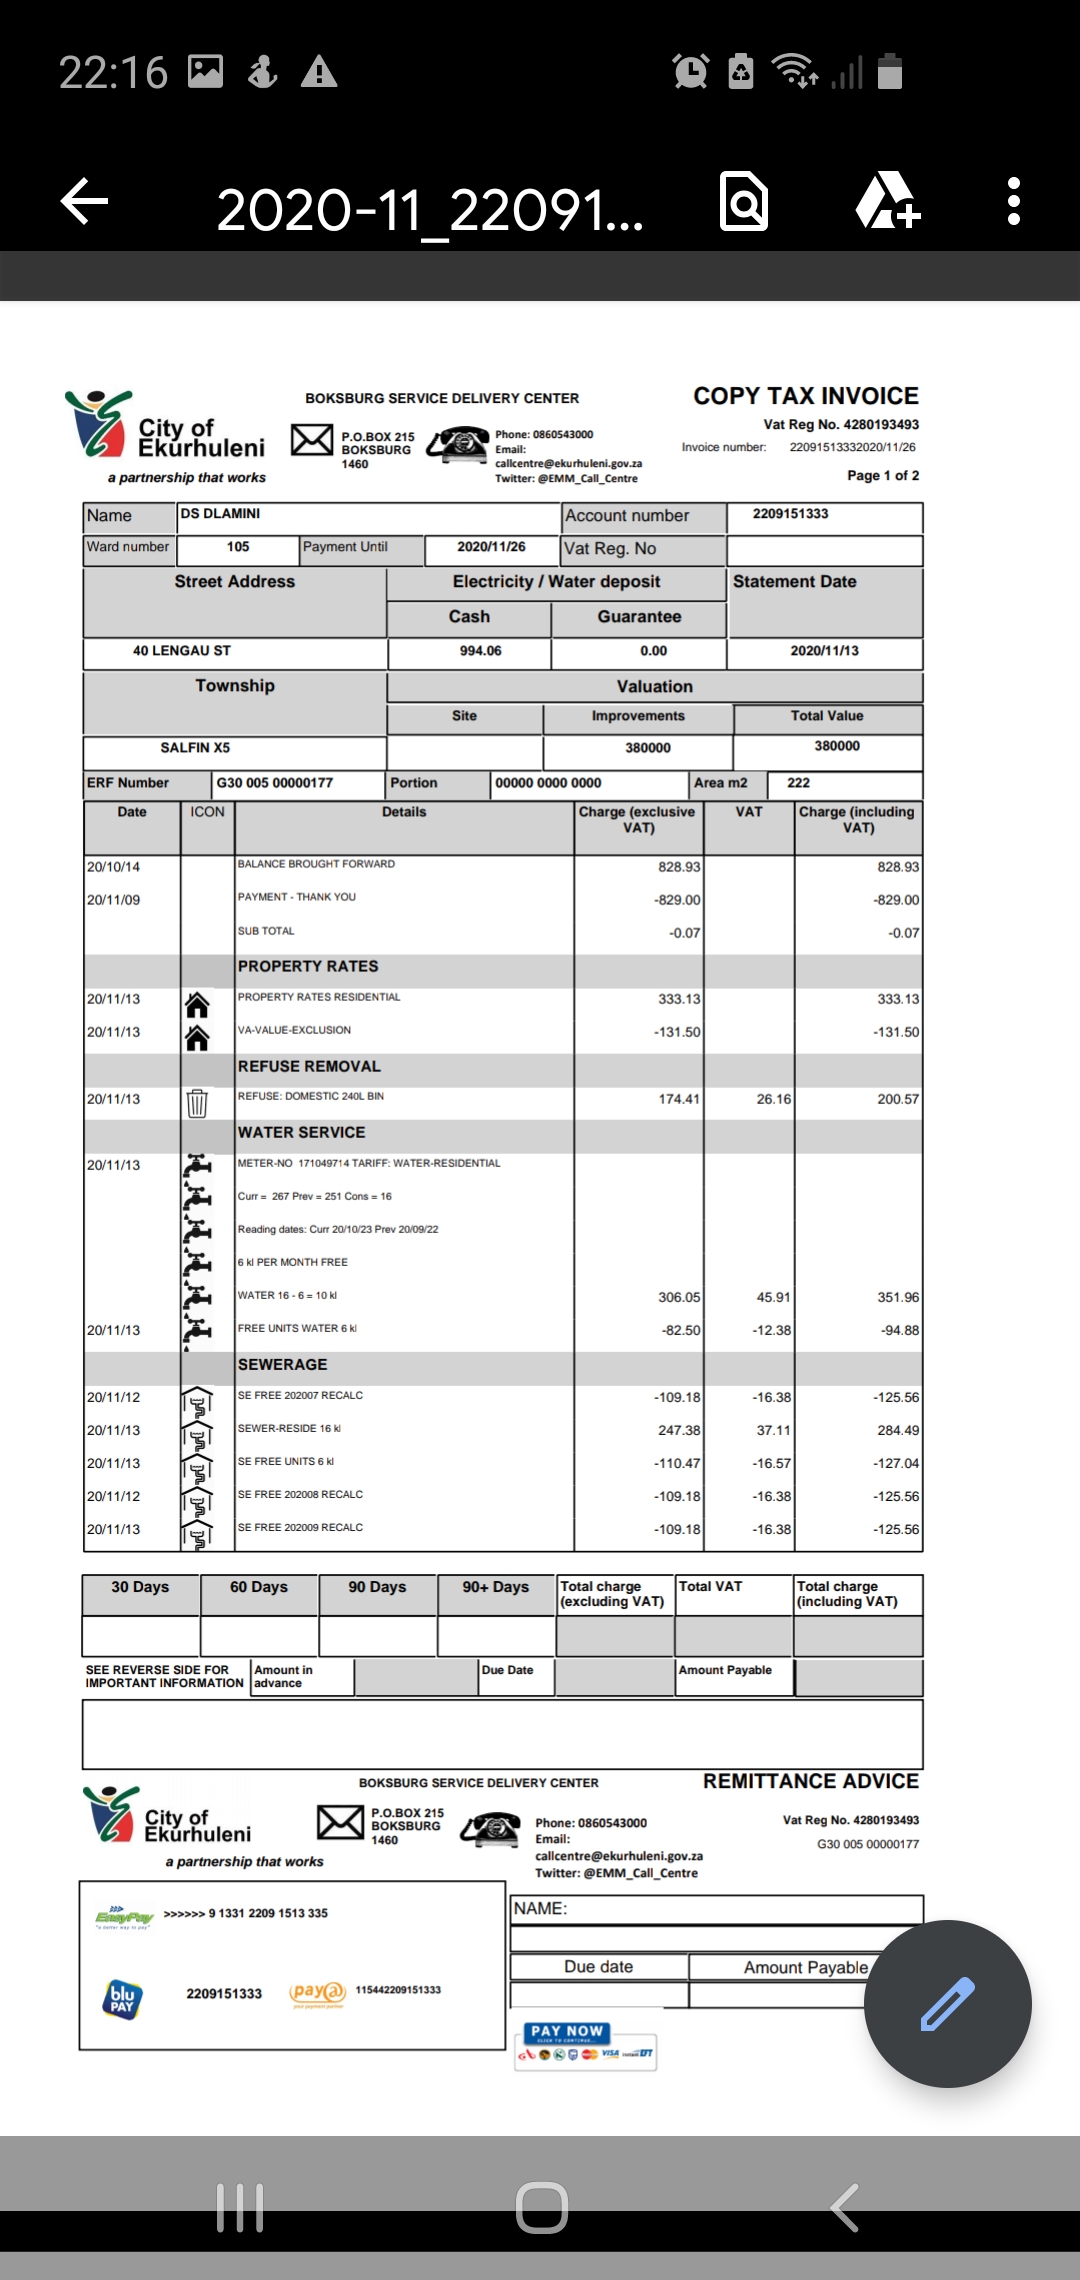 22:16
2020-11_22091...
City of
Ekurhuleni
a partnership that works
BOKSBURG SERVICE DELIVERY CENTER
P.O.BOX 215
BOKSBURG
1460
Phone: 0860543000
Email:
callcentre@ekurhuleni.gov.za
Twitter: @EMM_Call_Centre
COPY TAX INVOICE
Vat Reg No. 4280193493
Invoice number: 22091513332020/11/26
Page 1 of 2
Name DS DLAMINI Account number 2209151333
Ward number 105 Payment Until 2020/11/26 Vat Reg. No
Street Address Electricity / Water deposit Statement Date
Cash Guarantee
40 LENGAU ST 994.06 0.00 2020/11/13
Township Valuation
Site Improvements Total Value
SALFIN X5 380000 380000
ERF Number G30 005 00000177 Portion 00000 0000 0000 Area m2 222
Date ICON Details Charge (exclusive VAT) VAT Charge (including VAT)
20/10/14 BALANCE BROUGHT FORWARD 828.93 828.93
20/11/09 PAYMENT - THANK YOU -829.00 -829.00
SUB TOTAL -0.07 -0.07
PROPERTY RATES
20/11/13 PROPERTY RATES RESIDENTIAL 333.13 333.13
20/11/13 VA-VALUE-EXCLUSION -131.50 -131.50
REFUSE REMOVAL
20/11/13 REFUSE: DOMESTIC 240L BIN 174.41 26.16 200.57
WATER SERVICE
20/11/13 METER-NO 171049714 TARIFF: WATER-RESIDENTIAL
Curr = 267 Prev = 251 Cons = 16
Reading dates: Curr 20/10/23 Prev 20/09/22
6 kl PER MONTH FREE
WATER 16 - 6 = 10 kl 306.05 45.91 351.96
20/11/13 FREE UNITS WATER 6 kl -82.50 -12.38 -94.88
SEWERAGE
20/11/12 SE FREE 202007 RECALC -109.18 -16.38 -125.56
20/11/13 SEWER-RESIDE 16 kl 247.38 37.11 284.49
20/11/13 SE FREE UNITS 6 kl -110.47 -16.57 -127.04
20/11/12 SE FREE 202008 RECALC -109.18 -16.38 -125.56
20/11/13 SE FREE 202009 RECALC -109.18 -16.38 -125.56
30 Days 60 Days 90 Days 90+ Days Total charge (excluding VAT) Total VAT Total charge (including VAT)
SEE REVERSE SIDE FOR IMPORTANT INFORMATION Amount in advance Due Date Amount Payable
City of
Ekurhuleni
a partnership that works
BOKSBURG SERVICE DELIVERY CENTER
P.O.BOX 215
BOKSBURG
1460
Phone: 0860543000
Email:
callcentre@ekurhuleni.gov.za
Twitter: @EMM_Call_Centre
REMITTANCE ADVICE
Vat Reg No. 4280193493
G30 005 00000177
EasyPay >>>>>> 9 1331 2209 1513 335
blu
PAY
2209151333
pay@ 115442209151333
NAME:
Due date Amount Payable
PAY NOW
VISA
EFT